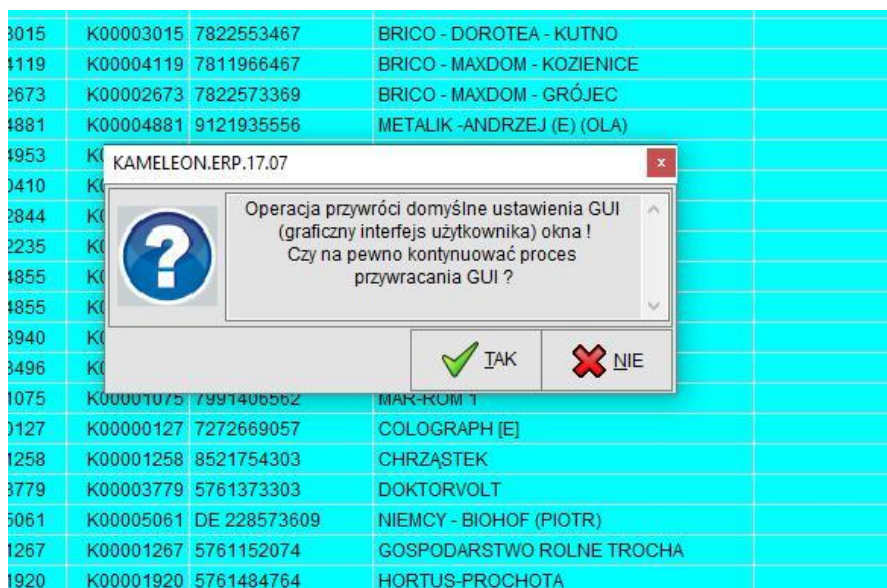 3015 K00003015 7822553467 BRICO - DOROTEA - KUTNO
4119 K00004119 7811966467 BRICO - MAXDOM - KOZIENICE
2673 K00002673 7822573369 BRICO - MAXDOM - GRÓJEC
4881 K00004881 9121935556 METALIK -ANDRZEJ (E) (OLA)
4953
KAMELEON.ERP.17.07 x
0410
2844
2235
4855
4855
3940
3496
Operacja przywróci domyślne ustawienia GUI
(graficzny interfejs użytkownika) okna !
Czy na pewno kontynuować proces
przywracania GUI ?
TAK NIE
1075 K00001075 7991406562 MAR-ROM 1
0127 K00000127 7272669057 COLOGRAPH [E]
1258 K00001258 8521754303 CHRZĄSTEK
3779 K00003779 5761373303 DOKTORVOLT
5061 K00005061 DE 228573609 NIEMCY - BIOHOF (PIOTR)
1267 K00001267 5761152074 GOSPODARSTWO ROLNE TROCHA
1920 K00001920 5761484764 HORTUS-PROCHOTA